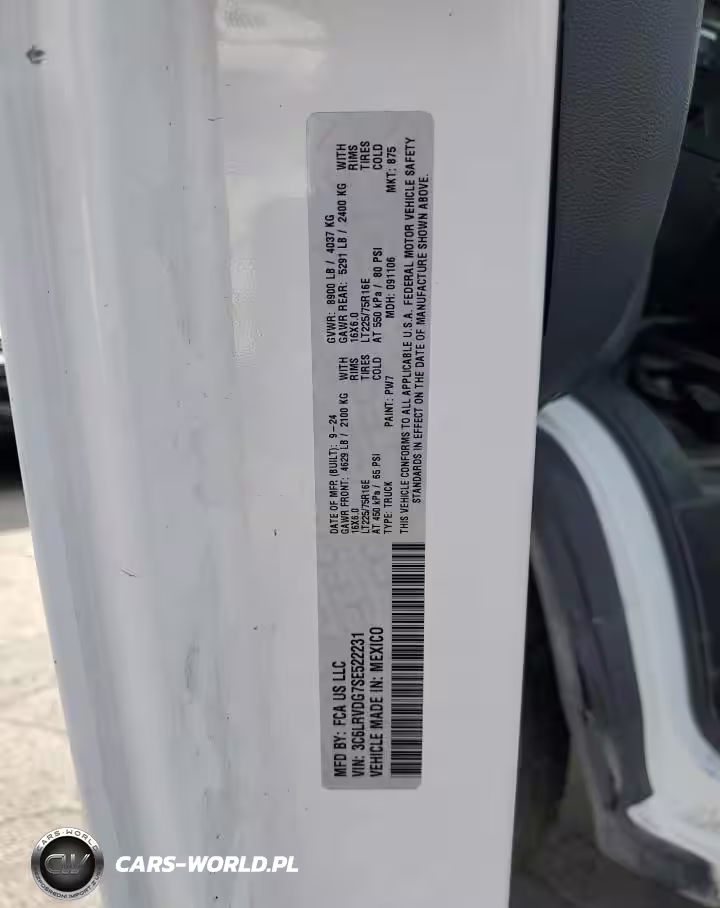 MFD BY: FCA US LLC
VIN: 3C6LRVDG7SE522231
VEHICLE MADE IN: MEXICO
DATE OF MFR. (BUILT): 9-24
GVWR: 8900 LB / 4037 KG
GAWR FRONT: 4629 LB / 2100 KG WITH
GAWR REAR: 5291 LB / 2400 KG WITH
16X6.0 RIMS
16X6.0 RIMS
LT225/75R16E TIRES
LT225/75R16E TIRES
AT 450 kPa / 65 PSI COLD
AT 550 kPa / 80 PSI COLD
TYPE: TRUCK PAINT: PW7 MDH: 091106 MKT: 875
THIS VEHICLE CONFORMS TO ALL APPLICABLE U.S.A. FEDERAL MOTOR VEHICLE SAFETY
STANDARDS IN EFFECT ON THE DATE OF MANUFACTURE SHOWN ABOVE.
CARS-WORLD
CW
CARS-WORLD.PL